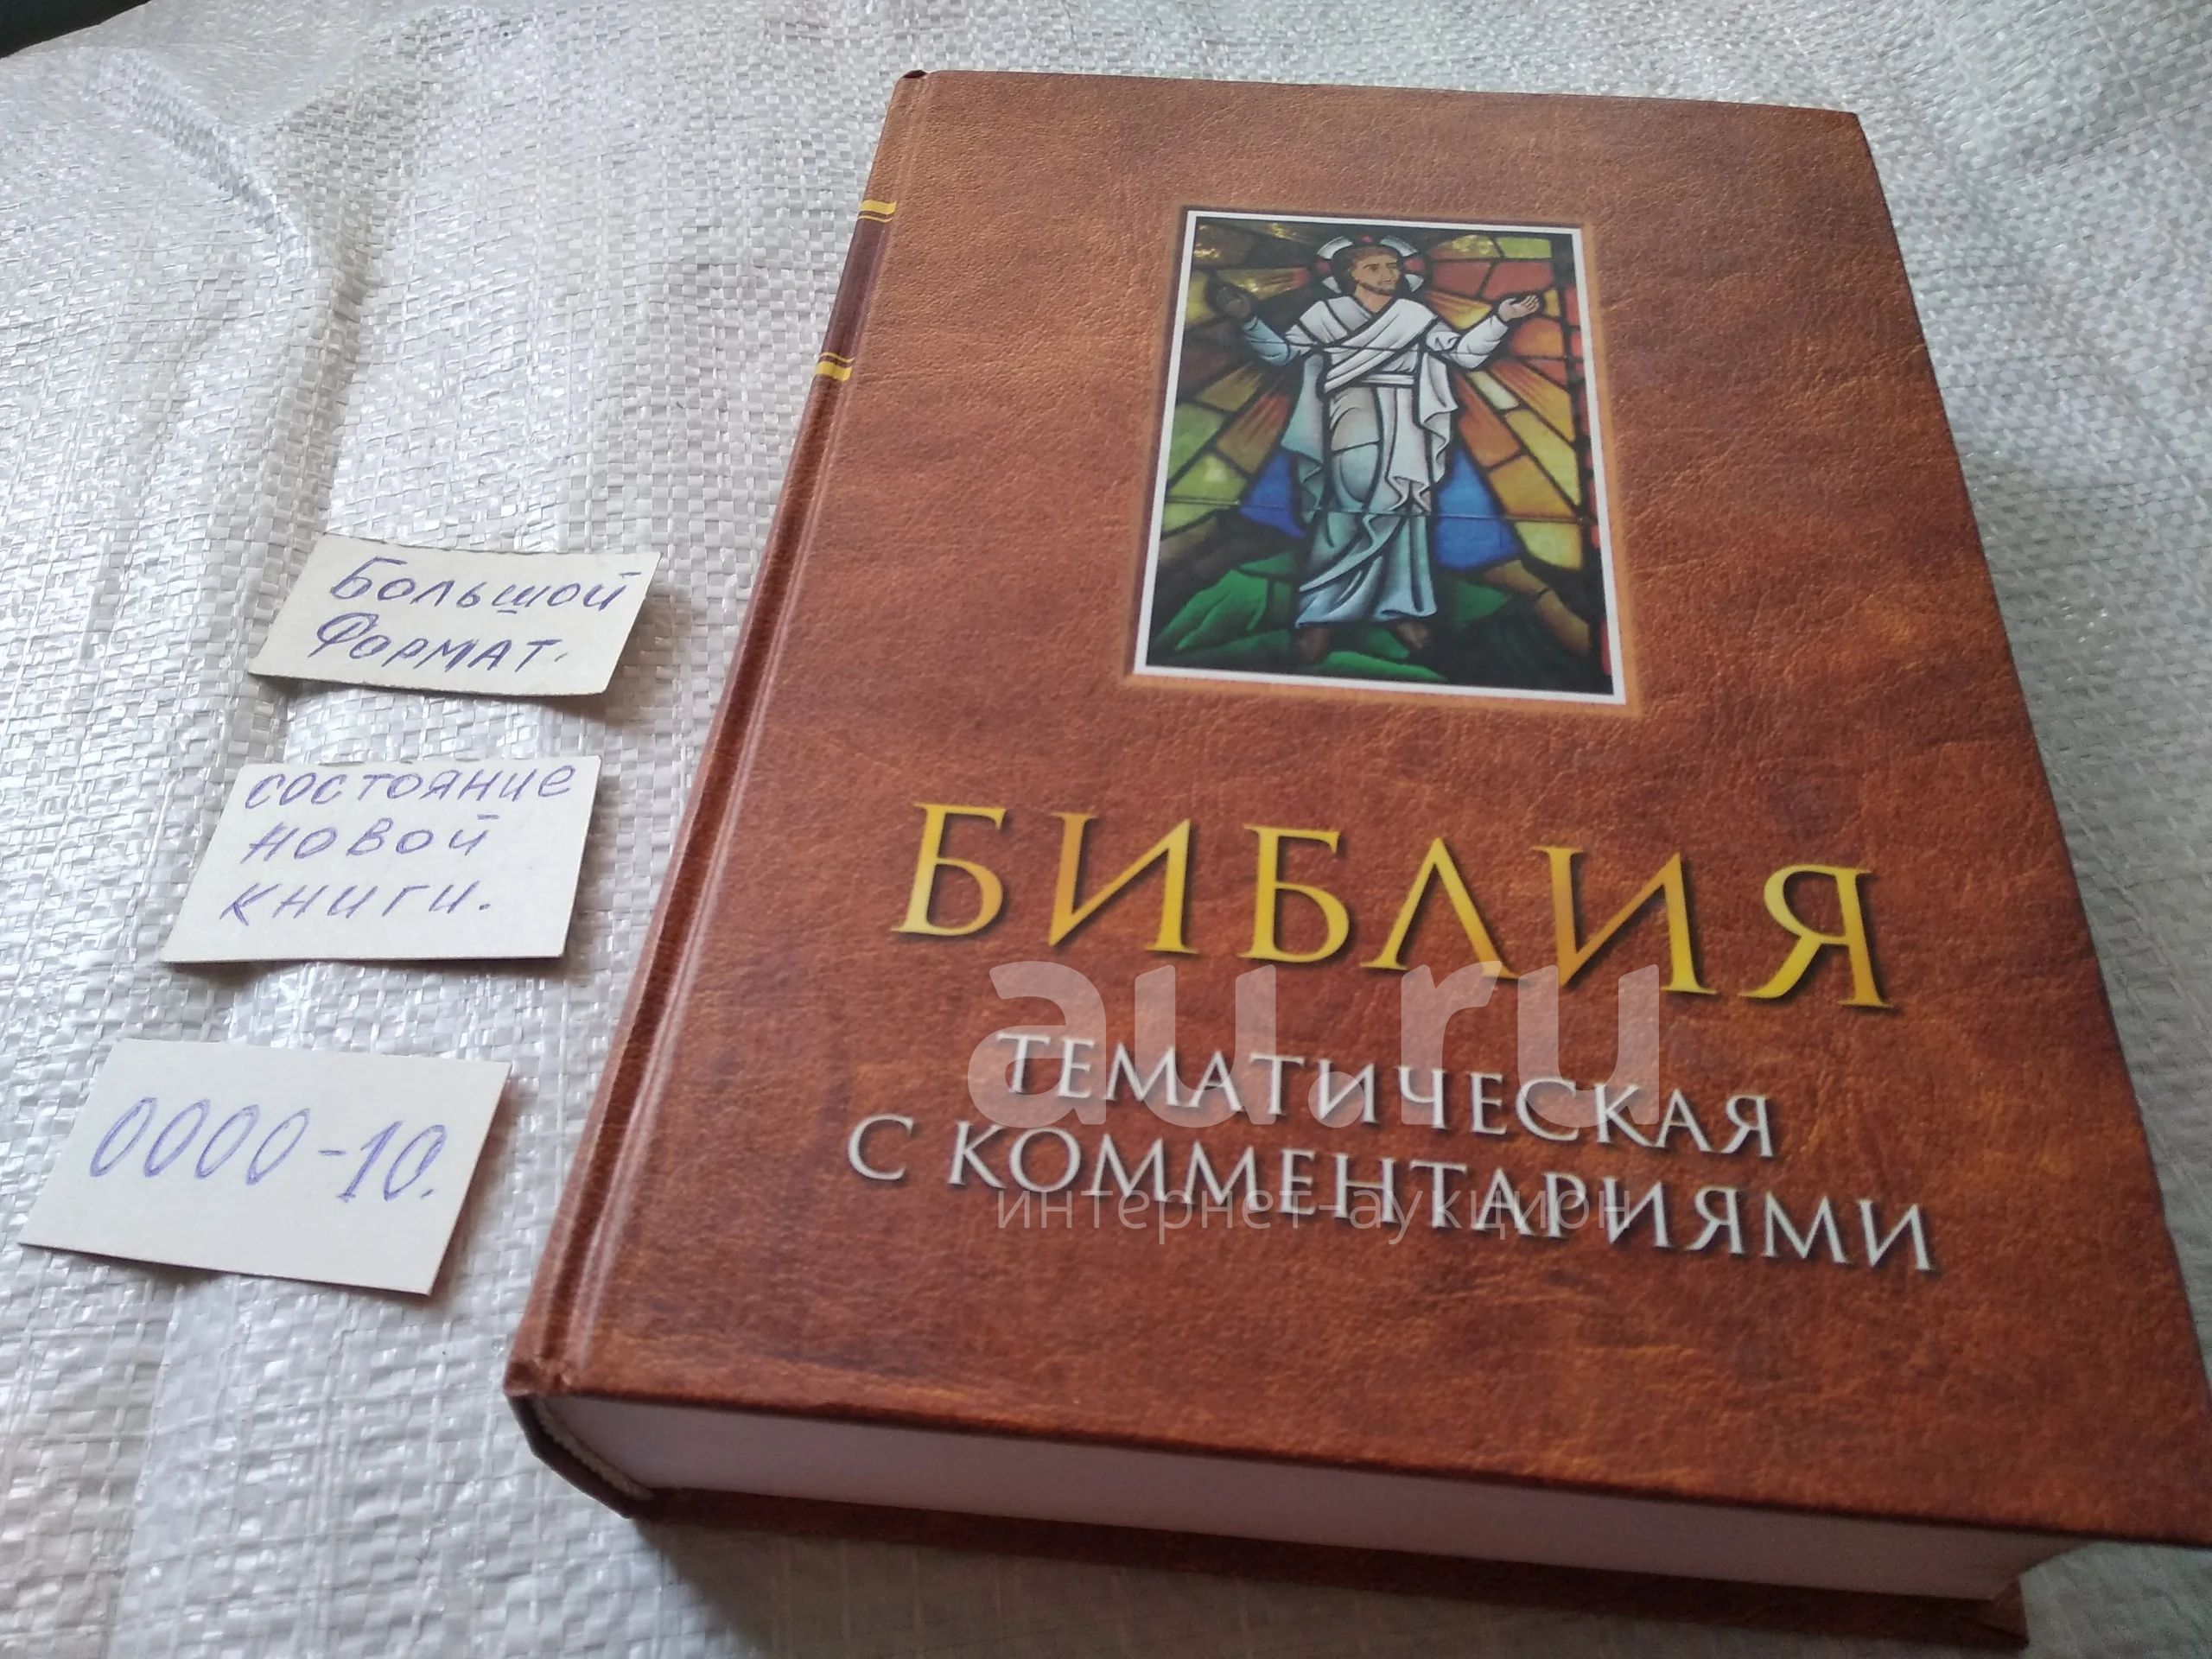 Большой
Формат.
состояние
новой
книги.
0000-10.
БИБЛИЯ
ТЕМАТИЧЕСКАЯ
С КОММЕНТАРИЯМИ
au.ru
интернет-аукцион